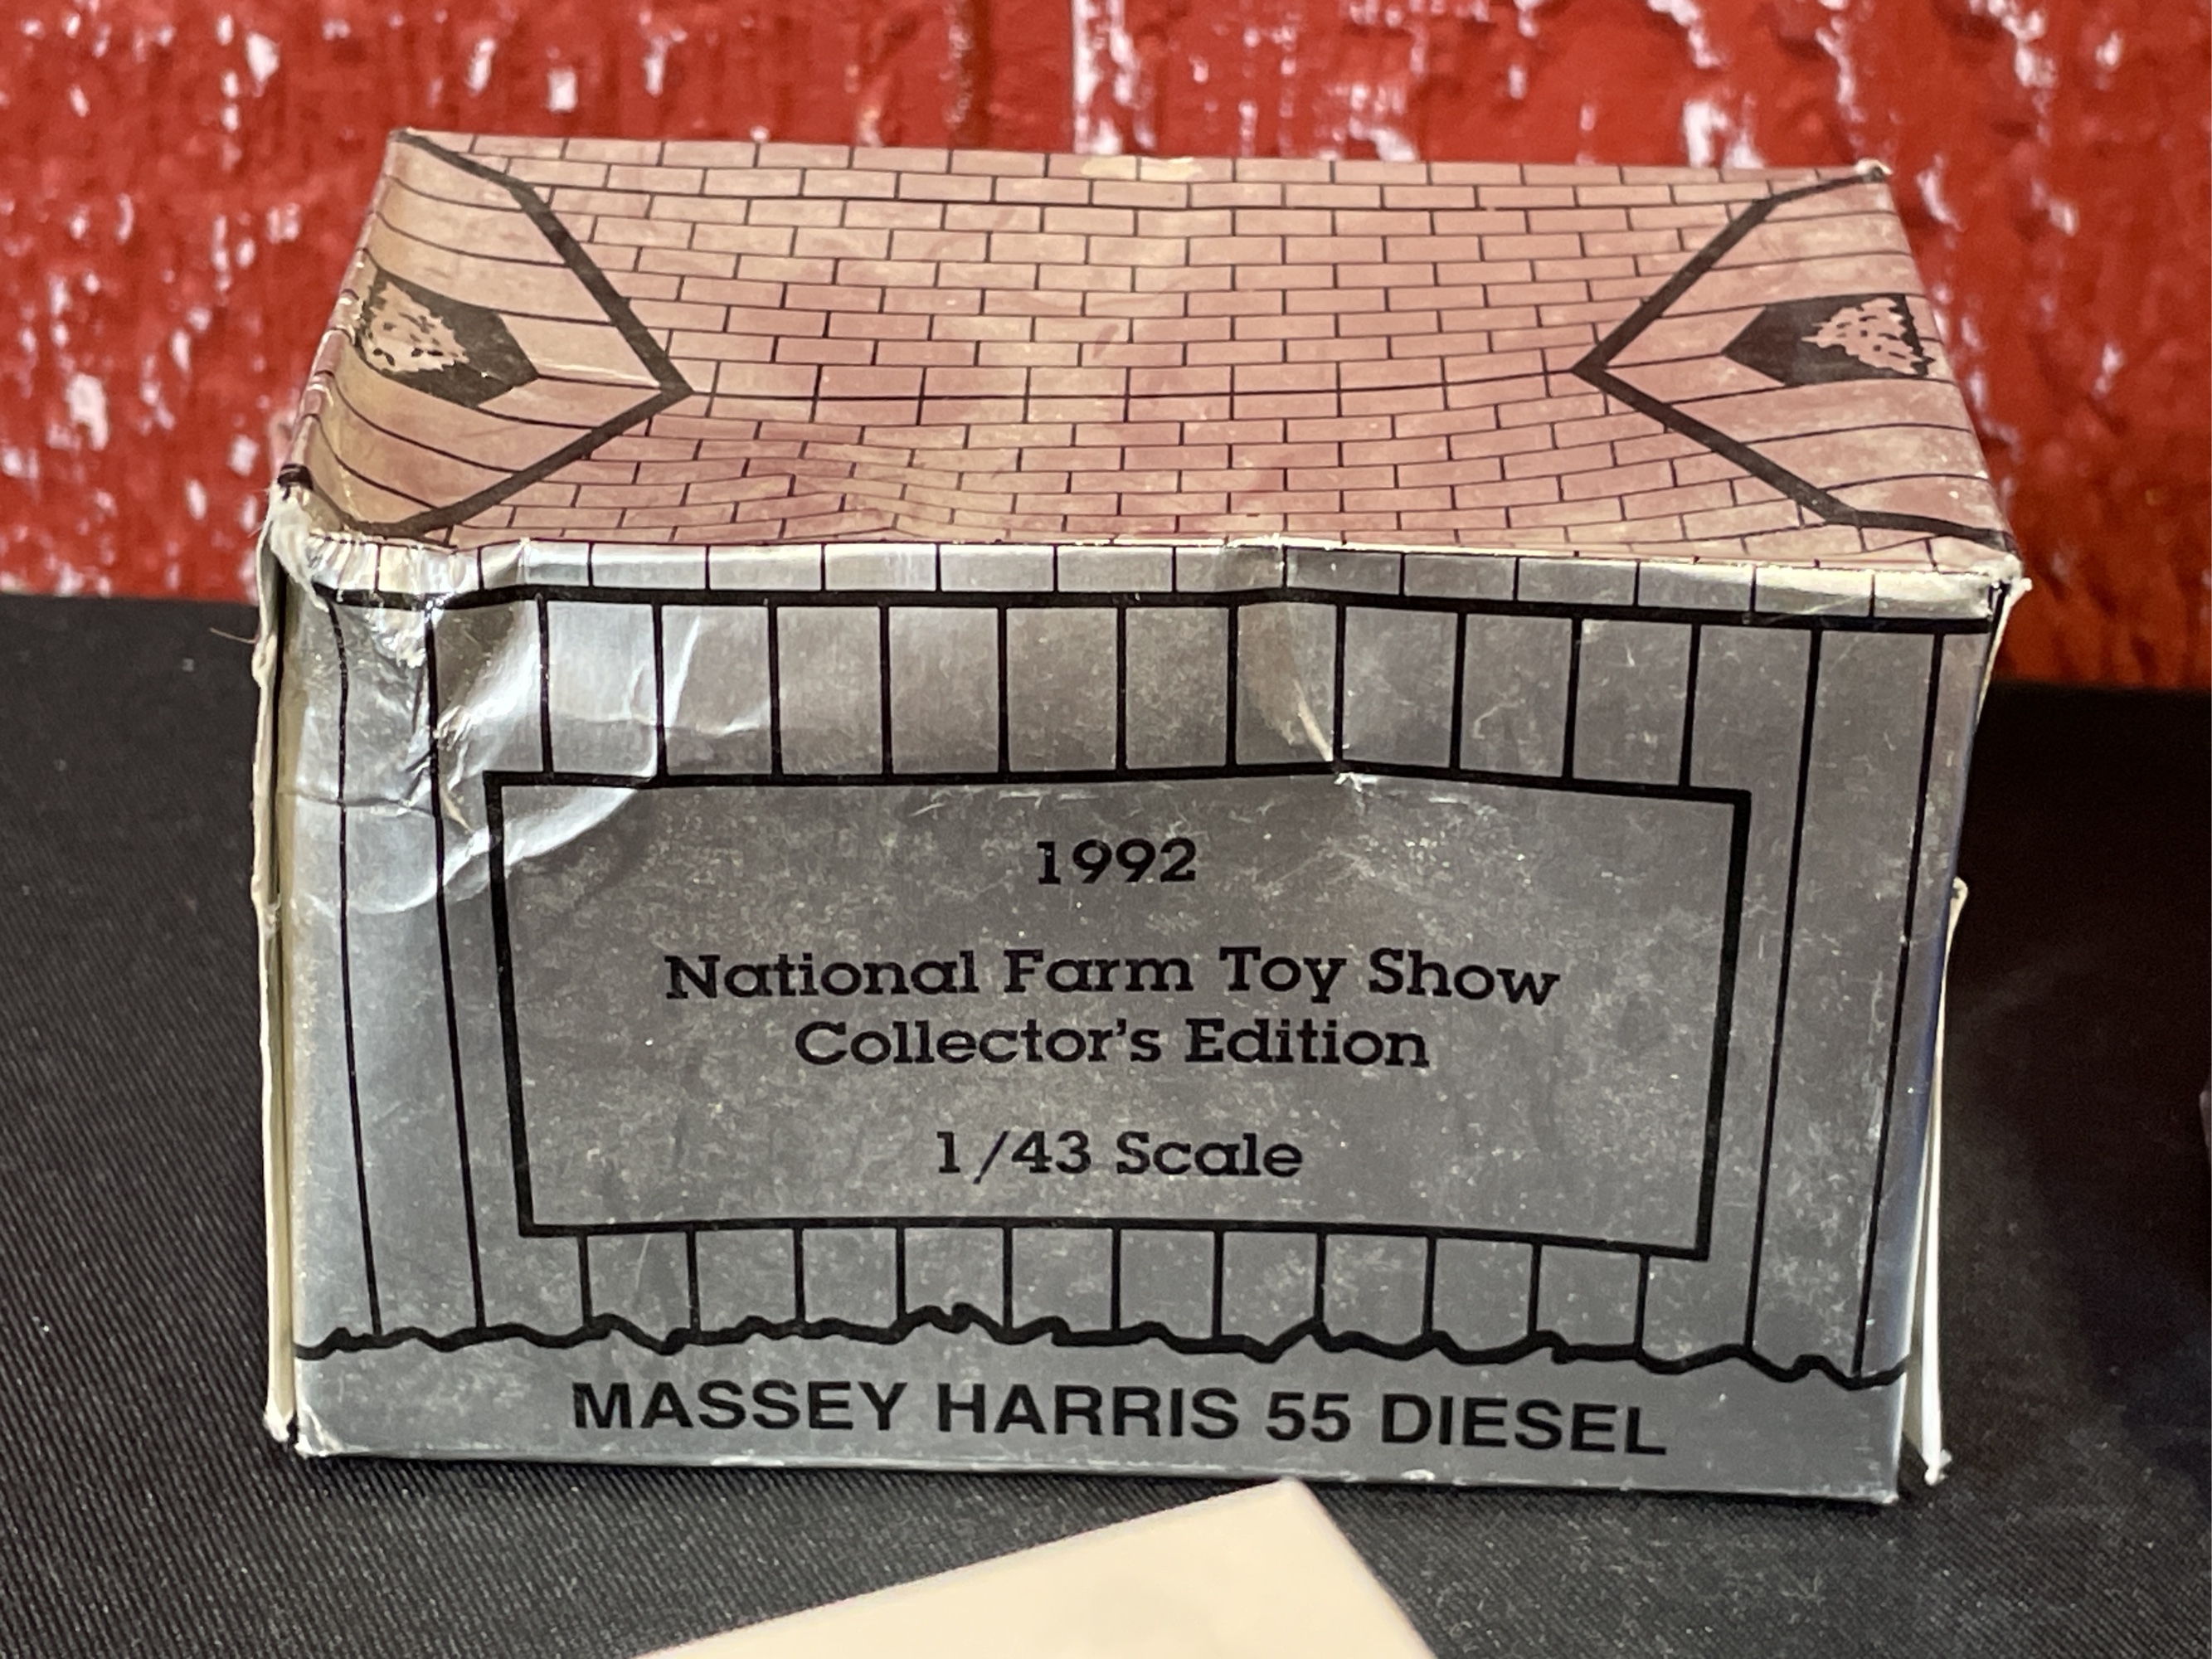 1992
National Farm Toy Show
Collector's Edition
1/43 Scale
MASSEY HARRIS 55 DIESEL